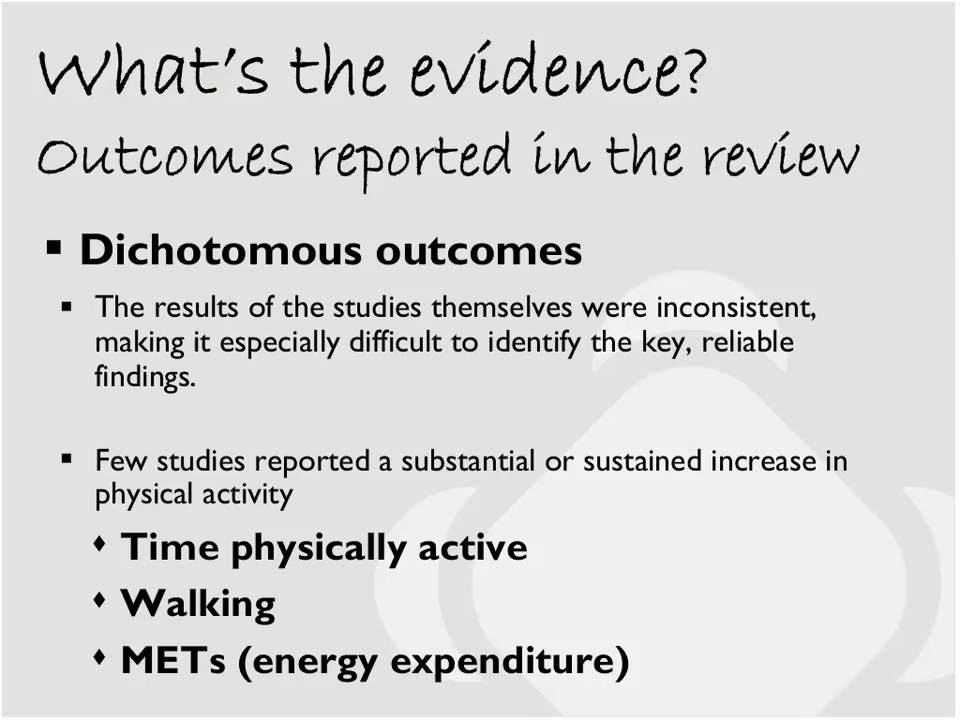 What's the evidence?
Outcomes reported in the review
▪ Dichotomous outcomes
▪ The results of the studies themselves were inconsistent,
making it especially difficult to identify the key, reliable
findings.
▪ Few studies reported a substantial or sustained increase in
physical activity
♦ Time physically active
♦ Walking
♦ METs (energy expenditure)